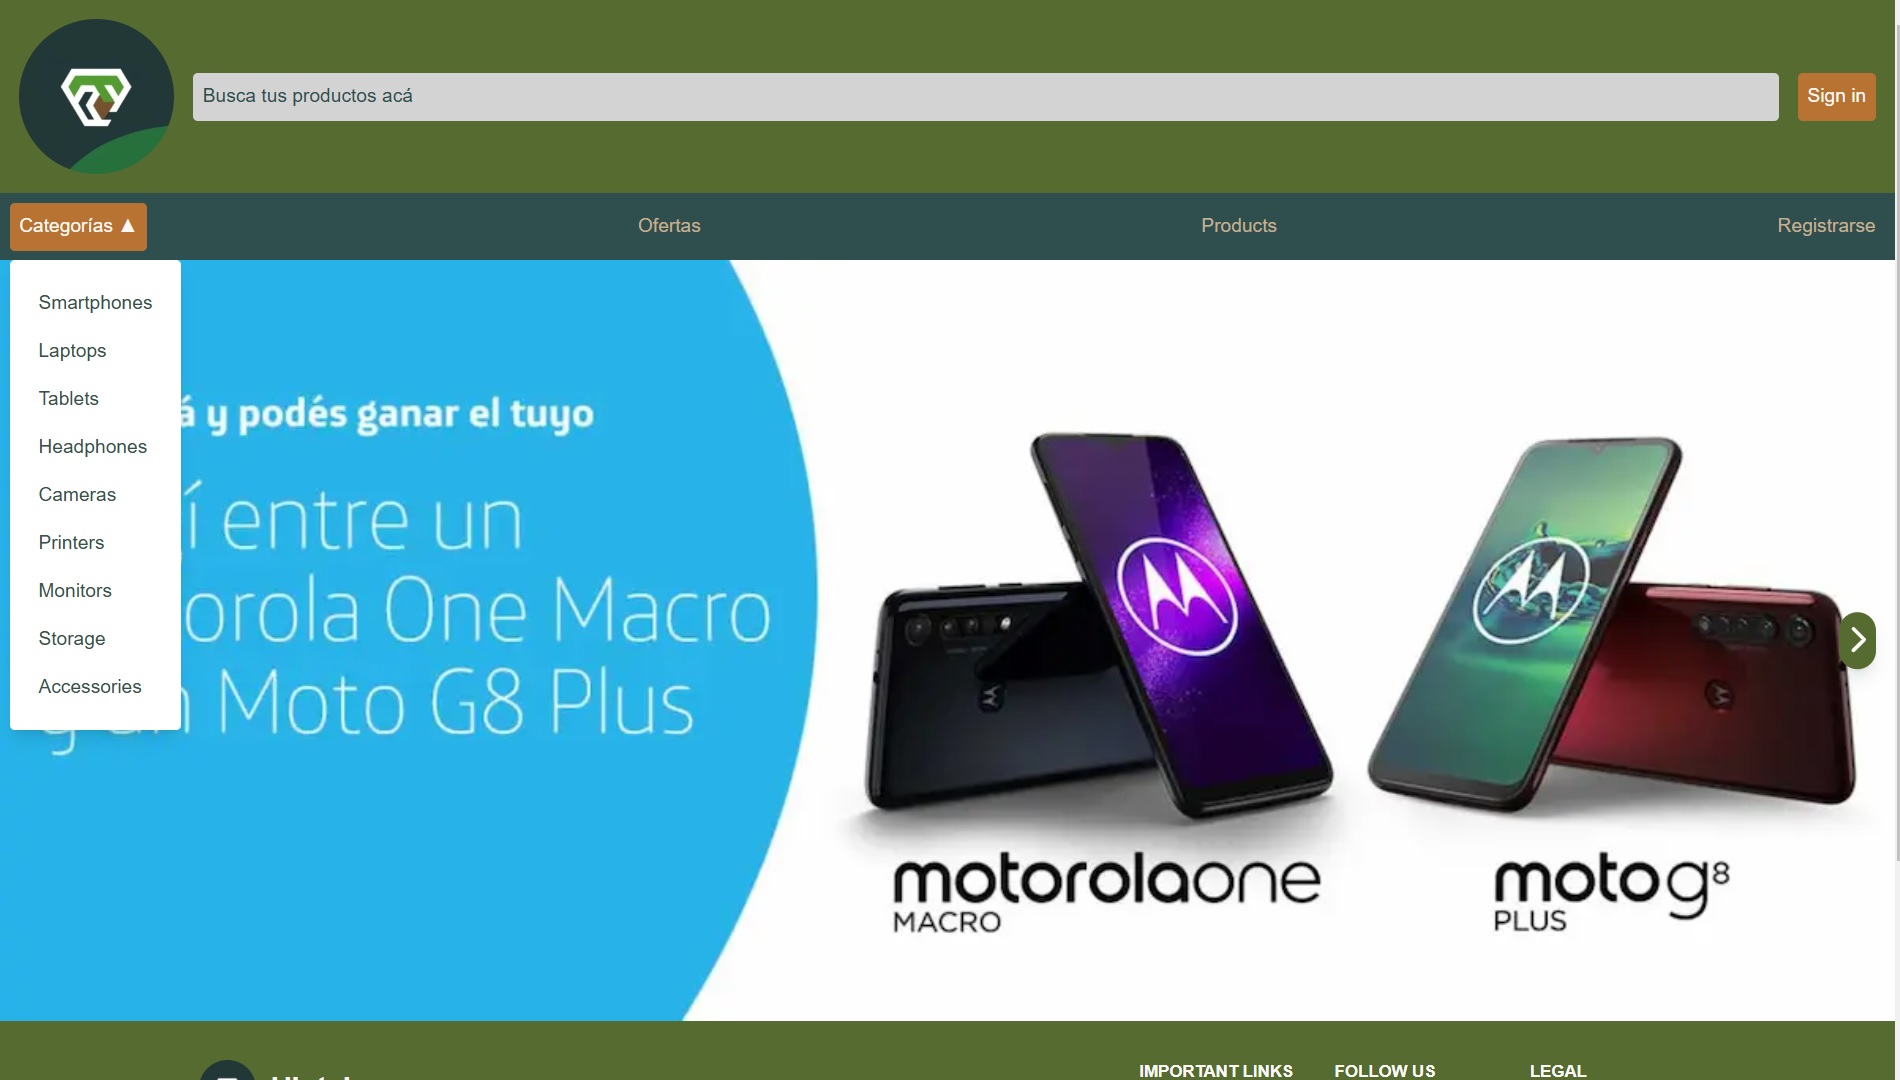 Busca tus productos acá
Sign in
Categorías ▲
Ofertas
Products
Registrarse
Smartphones
Laptops
Tablets
Headphones
Cameras
Printers
Monitors
Storage
Accessories
á y podés ganar el tuyo
í entre un
orola One Macro
Moto G8 Plus
motorola one
MACRO
moto g8
PLUS
IMPORTANT LINKS
FOLLOW US
LEGAL